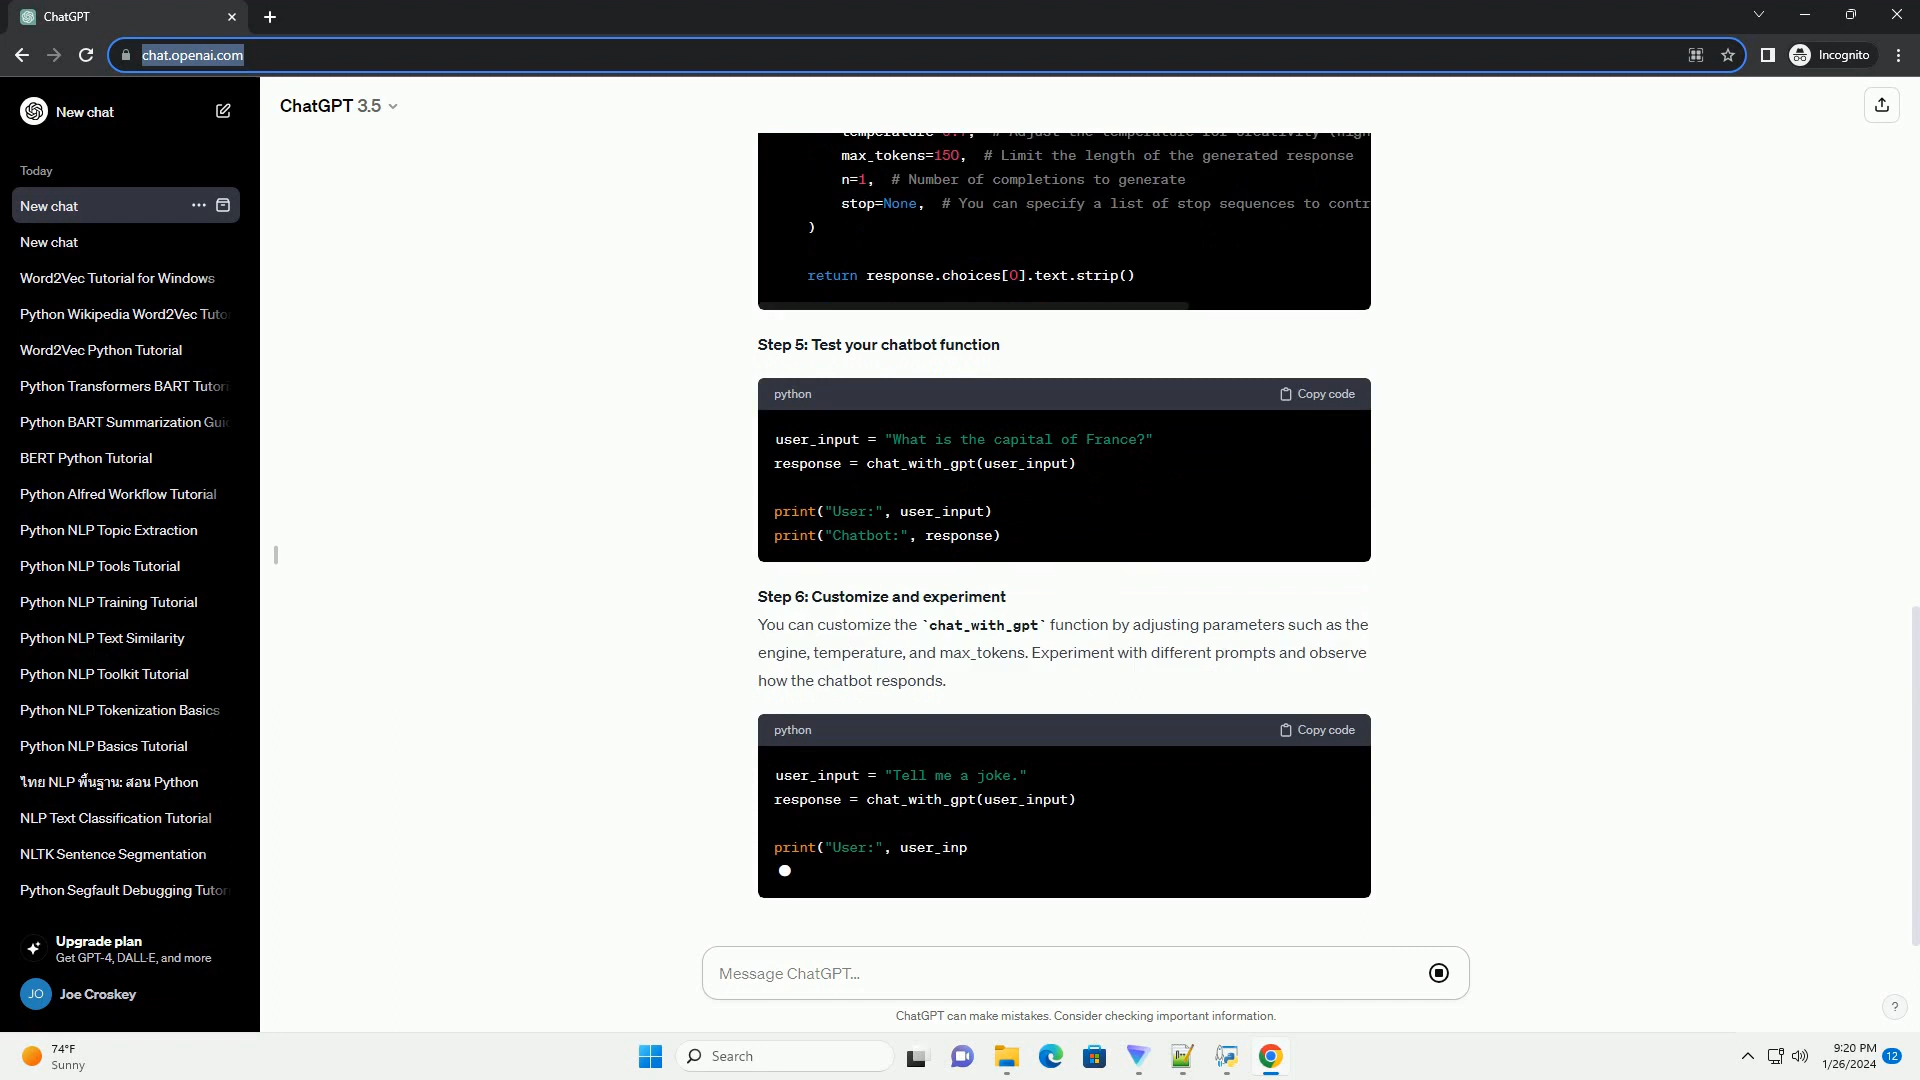 ChatGPT
chat.openai.com
Incognito
New chat
ChatGPT 3.5
Today
New chat
New chat
Word2Vec Tutorial for Windows
Python Wikipedia Word2Vec Tuto
Word2Vec Python Tutorial
Python Transformers BART Tutori
Python BART Summarization Gui
BERT Python Tutorial
Python Alfred Workflow Tutorial
Python NLP Topic Extraction
Python NLP Tools Tutorial
Python NLP Training Tutorial
Python NLP Text Similarity
Python NLP Toolkit Tutorial
Python NLP Tokenization Basics
Python NLP Basics Tutorial
ไทย NLP พื้นฐาน: สอน Python
NLP Text Classification Tutorial
NLTK Sentence Segmentation
Python Segfault Debugging Tutor
Upgrade plan
Get GPT-4, DALL·E, and more
JO Joe Croskey
max_tokens=150,  # Limit the length of the generated response
n=1,  # Number of completions to generate
stop=None,  # You can specify a list of stop sequences to contr
)
return response.choices[0].text.strip()
Step 5: Test your chatbot function
python Copy code
user_input = "What is the capital of France?"
response = chat_with_gpt(user_input)
print("User:", user_input)
print("Chatbot:", response)
Step 6: Customize and experiment
You can customize the `chat_with_gpt` function by adjusting parameters such as the
engine, temperature, and max_tokens. Experiment with different prompts and observe
how the chatbot responds.
python Copy code
user_input = "Tell me a joke."
response = chat_with_gpt(user_input)
print("User:", user_inp
Message ChatGPT...
ChatGPT can make mistakes. Consider checking important information.
?
74°F
Sunny
Search
9:20 PM
1/26/2024
12